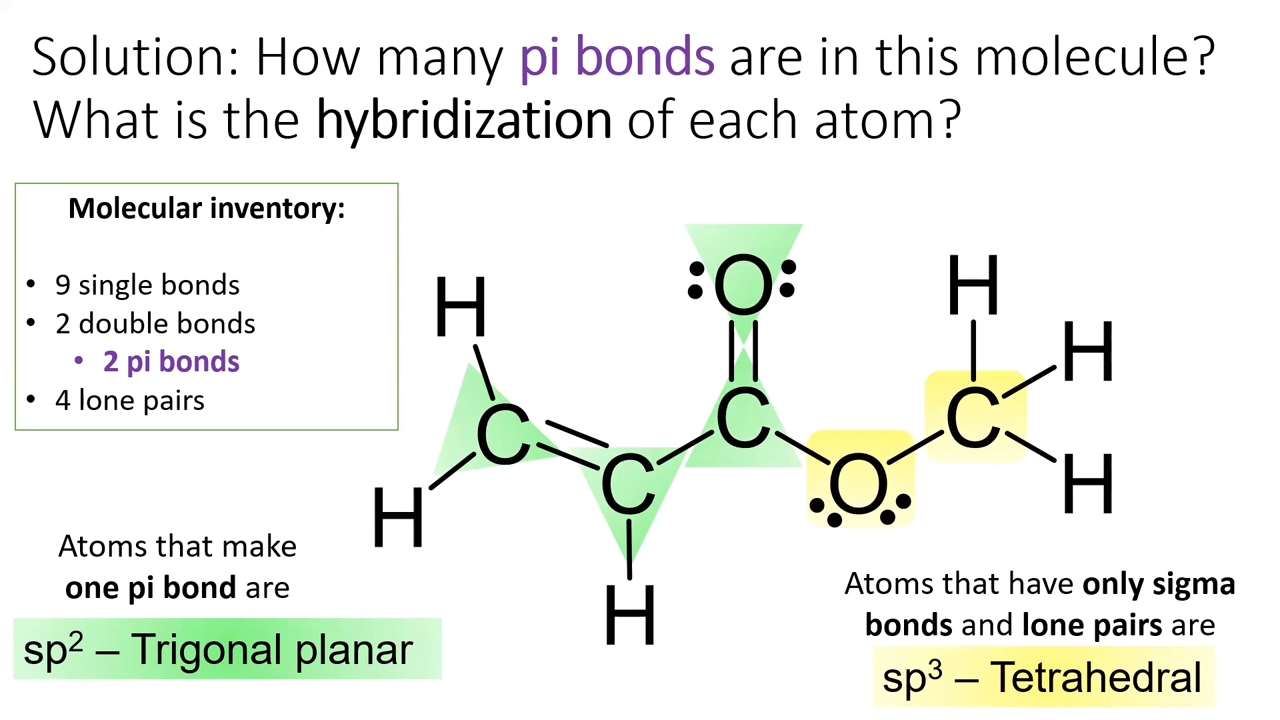 Solution: How many pi bonds are in this molecule?
What is the hybridization of each atom?
Molecular inventory:
• 9 single bonds
• 2 double bonds
• 2 pi bonds
• 4 lone pairs
H
O
H
H
C
C
C
H
C
O
H
H
H
Atoms that make
one pi bond are
sp² – Trigonal planar
Atoms that have only sigma
bonds and lone pairs are
sp³ – Tetrahedral